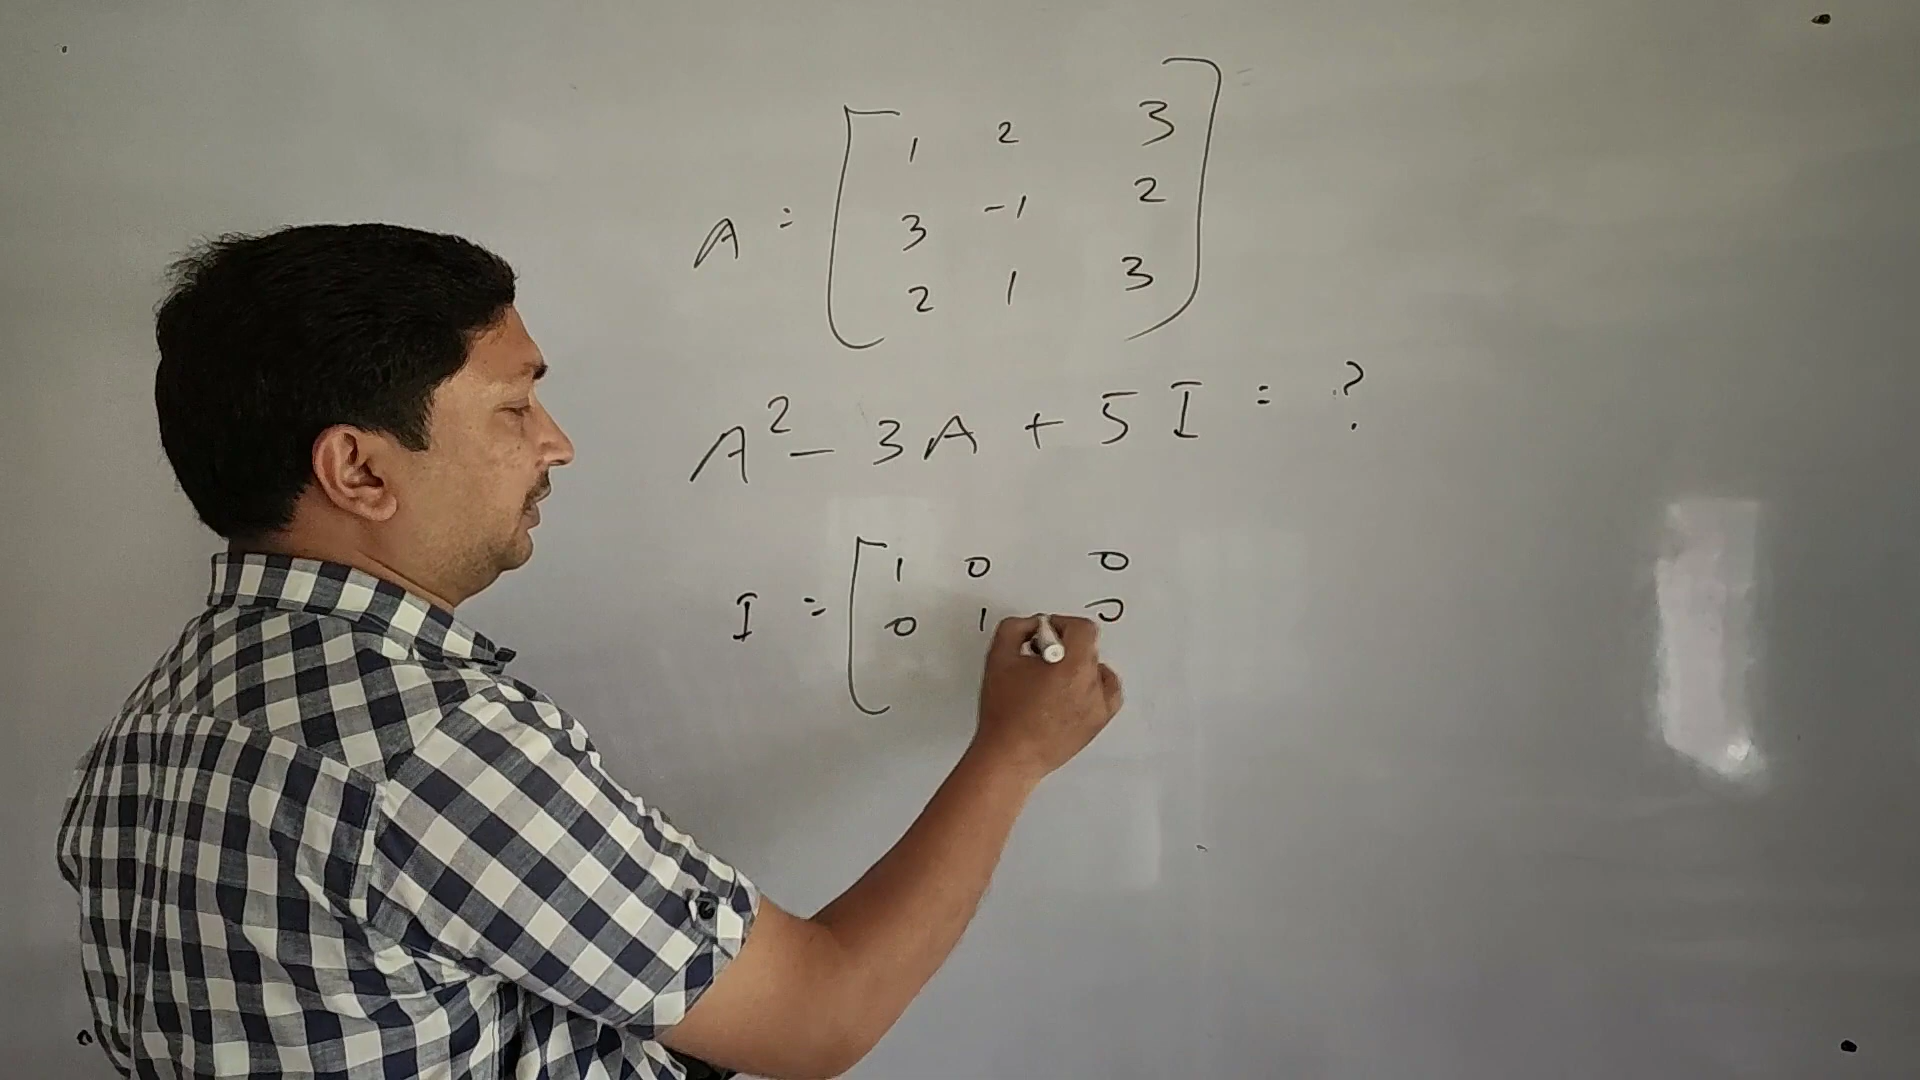 1 2 3
A = 3 -1 2
2 1 3
A² - 3A + 5I = ?
1 0 0
I = 0 1 0